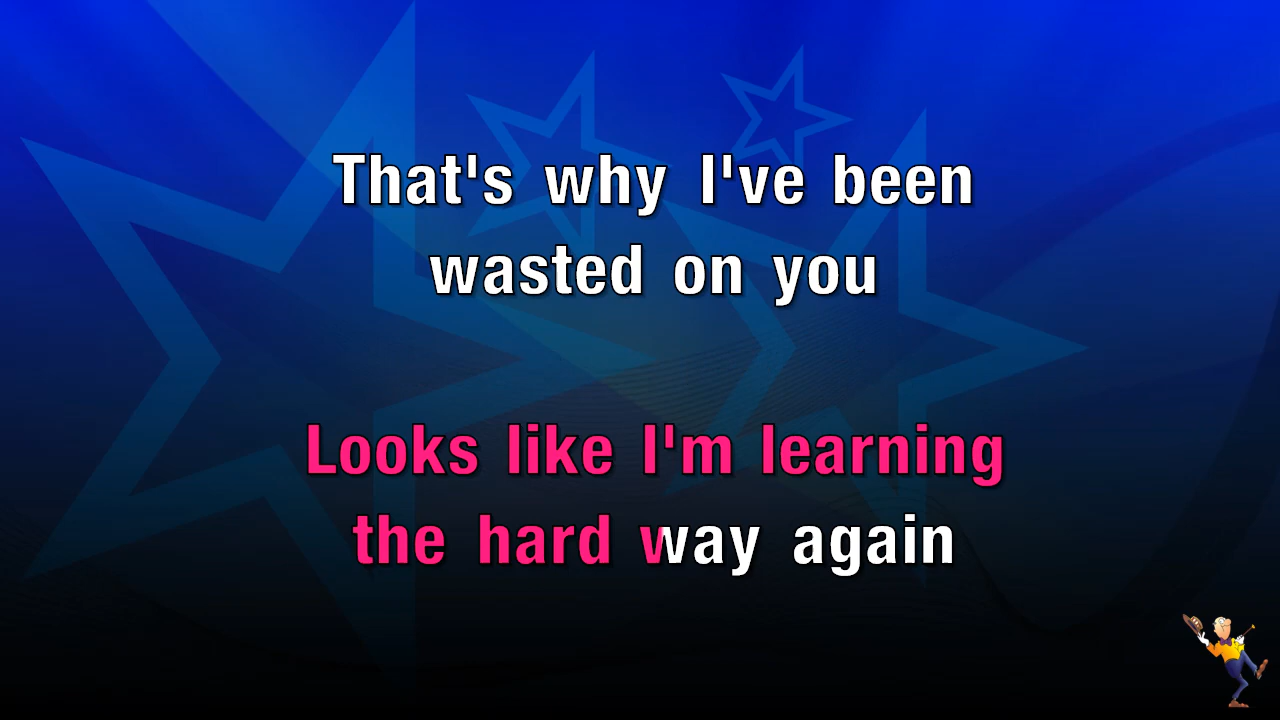 That's why I've been
wasted on you
Looks like I'm learning
the hard way again